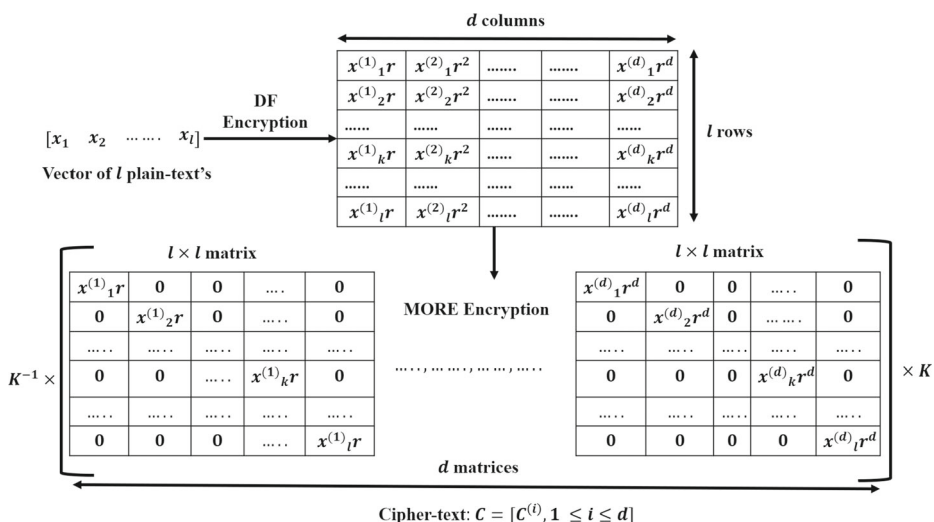 d columns
x⁽¹⁾₁r x⁽²⁾₁r² ....... ....... x⁽ᵈ⁾₁rᵈ
x⁽¹⁾₂r x⁽²⁾₂r² ....... ....... x⁽ᵈ⁾₂rᵈ
...... ...... ...... ...... ......
x⁽¹⁾ₖr x⁽²⁾ₖr² ....... ....... x⁽ᵈ⁾ₖrᵈ
...... ...... ...... ...... ......
x⁽¹⁾ₗr x⁽²⁾ₗr² ....... ....... x⁽ᵈ⁾ₗrᵈ
l rows
DF
Encryption
[x₁ x₂ ... .... xₗ]
Vector of l plain-text's
l × l matrix
x⁽¹⁾₁r 0 0 .... 0
0 x⁽¹⁾₂r 0 ..... 0
..... ..... ..... ..... .....
0 0 ..... x⁽¹⁾ₖr 0
..... ..... ..... ..... .....
0 0 0 ..... x⁽¹⁾ₗr
K⁻¹ ×
MORE Encryption
.....,.......,......,.....
l × l matrix
x⁽ᵈ⁾₁rᵈ 0 0 ..... 0
0 x⁽ᵈ⁾₂rᵈ 0 ....... 0
..... ..... ..... ..... .....
0 0 ..... x⁽ᵈ⁾ₖrᵈ 0
..... ..... ..... ..... .....
0 0 0 0 x⁽ᵈ⁾ₗrᵈ
× K
d matrices
Cipher-text: C = [C⁽ⁱ⁾, 1 ≤ i ≤ d]